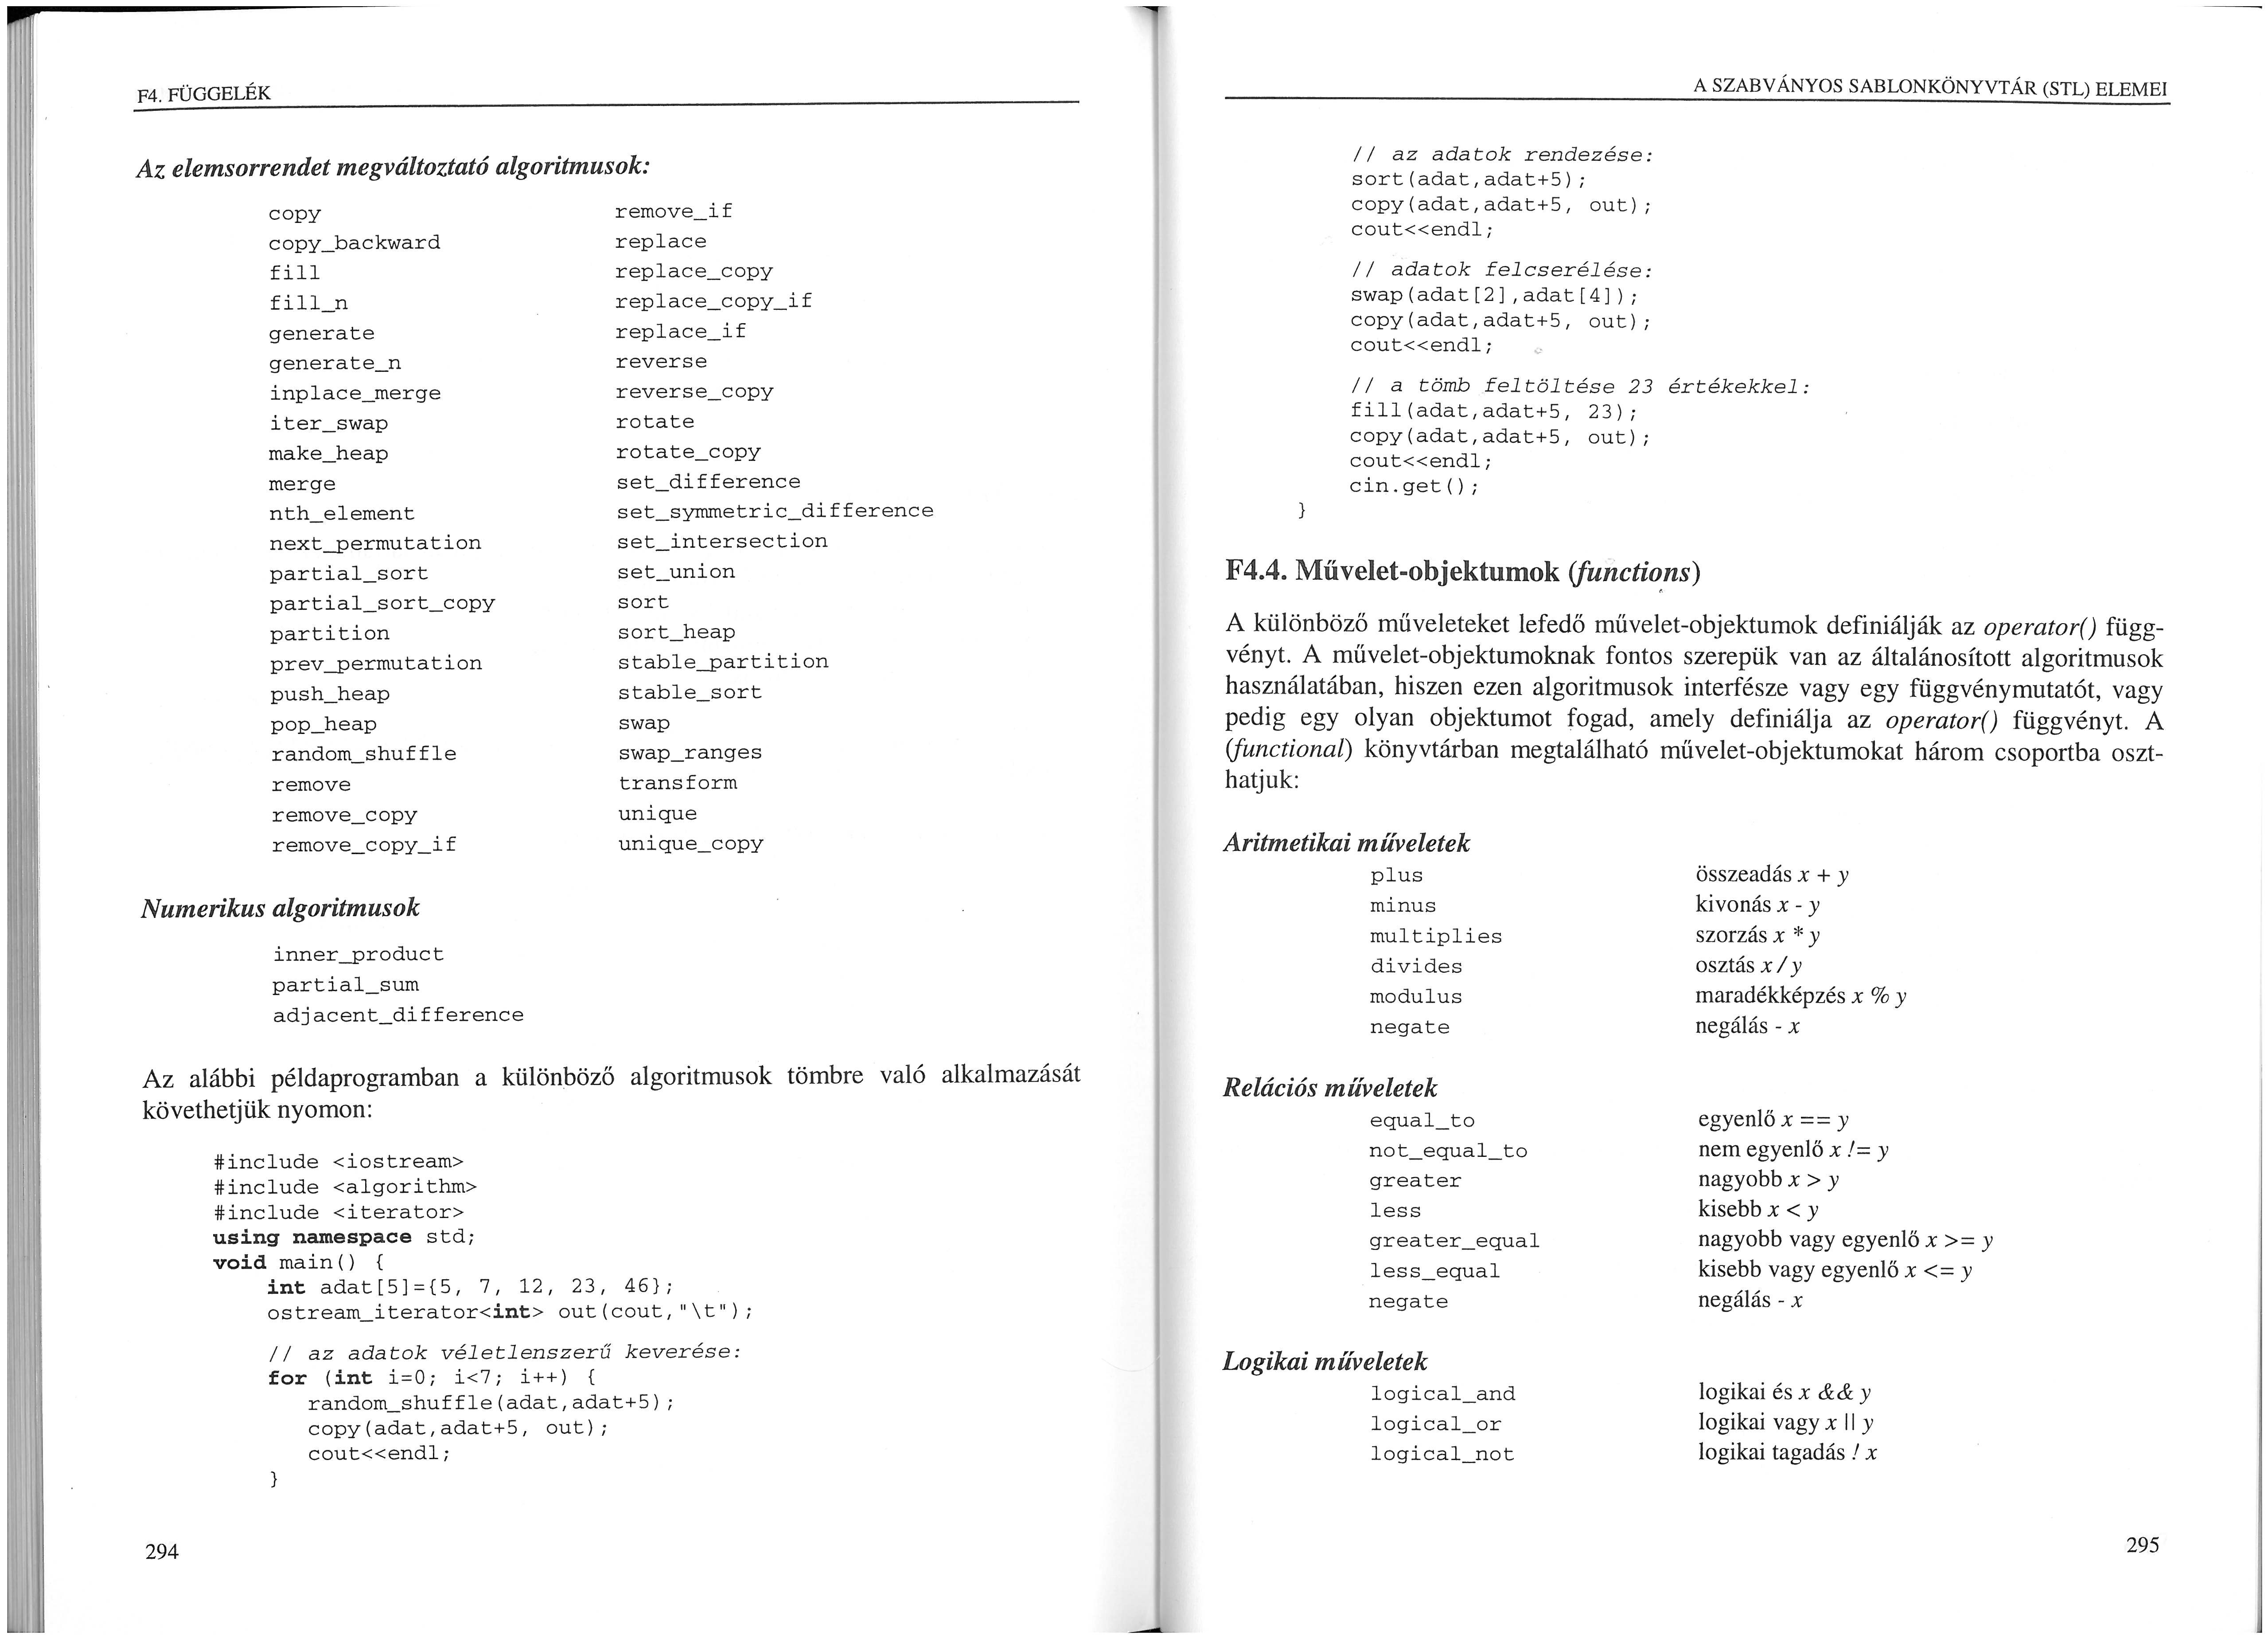 F4. FÜGGELÉK
Az elemsorrendet megváltoztató algoritmusok:
copy
copy_backward
fill
fill_n
generate
generate_n
inplace_merge
iter_swap
make_heap
merge
nth_element
next_permutation
partial_sort
partial_sort_copy
partition
prev_permutation
push_heap
pop_heap
random_shuffle
remove
remove_copy
remove_copy_if
remove_if
replace
replace_copy
replace_copy_if
replace_if
reverse
reverse_copy
rotate
rotate_copy
set_difference
set_symmetric_difference
set_intersection
set_union
sort
sort_heap
stable_partition
stable_sort
swap
swap_ranges
transform
unique
unique_copy
Numerikus algoritmusok
inner_product
partial_sum
adjacent_difference
Az alábbi példaprogramban a különböző algoritmusok tömbre való alkalmazását
követhetjük nyomon:
#include <iostream>
#include <algorithm>
#include <iterator>
using namespace std;
void main() {
int adat[5]={5, 7, 12, 23, 46};
ostream_iterator<int> out(cout,"\t");
// az adatok véletlenszerű keverése:
for (int i=0; i<7; i++) {
random_shuffle(adat,adat+5);
copy(adat,adat+5, out);
cout<<endl;
}
294
A SZABVÁNYOS SABLONKÖNYVTÁR (STL) ELEMEI
// az adatok rendezése:
sort(adat,adat+5);
copy(adat,adat+5, out);
cout<<endl;
// adatok felcserélése:
swap(adat[2],adat[4]);
copy(adat,adat+5, out);
cout<<endl;
// a tömb feltöltése 23 értékekkel:
fill(adat,adat+5, 23);
copy(adat,adat+5, out);
cout<<endl;
cin.get();
}
F4.4. Művelet-objektumok (functions)
A különböző műveleteket lefedő művelet-objektumok definiálják az operator() függ-
vényt. A művelet-objektumoknak fontos szerepük van az általánosított algoritmusok
használatában, hiszen ezen algoritmusok interfésze vagy egy függvénymutatót, vagy
pedig egy olyan objektumot fogad, amely definiálja az operator() függvényt. A
(functional) könyvtárban megtalálható művelet-objektumokat három csoportba oszt-
hatjuk:
Aritmetikai műveletek
plus összeadás x + y
minus kivonás x - y
multiplies szorzás x * y
divides osztás x / y
modulus maradékképzés x % y
negate negálás - x
Relációs műveletek
equal_to egyenlő x == y
not_equal_to nem egyenlő x != y
greater nagyobb x > y
less kisebb x < y
greater_equal nagyobb vagy egyenlő x >= y
less_equal kisebb vagy egyenlő x <= y
negate negálás - x
Logikai műveletek
logical_and logikai és x && y
logical_or logikai vagy x || y
logical_not logikai tagadás ! x
295